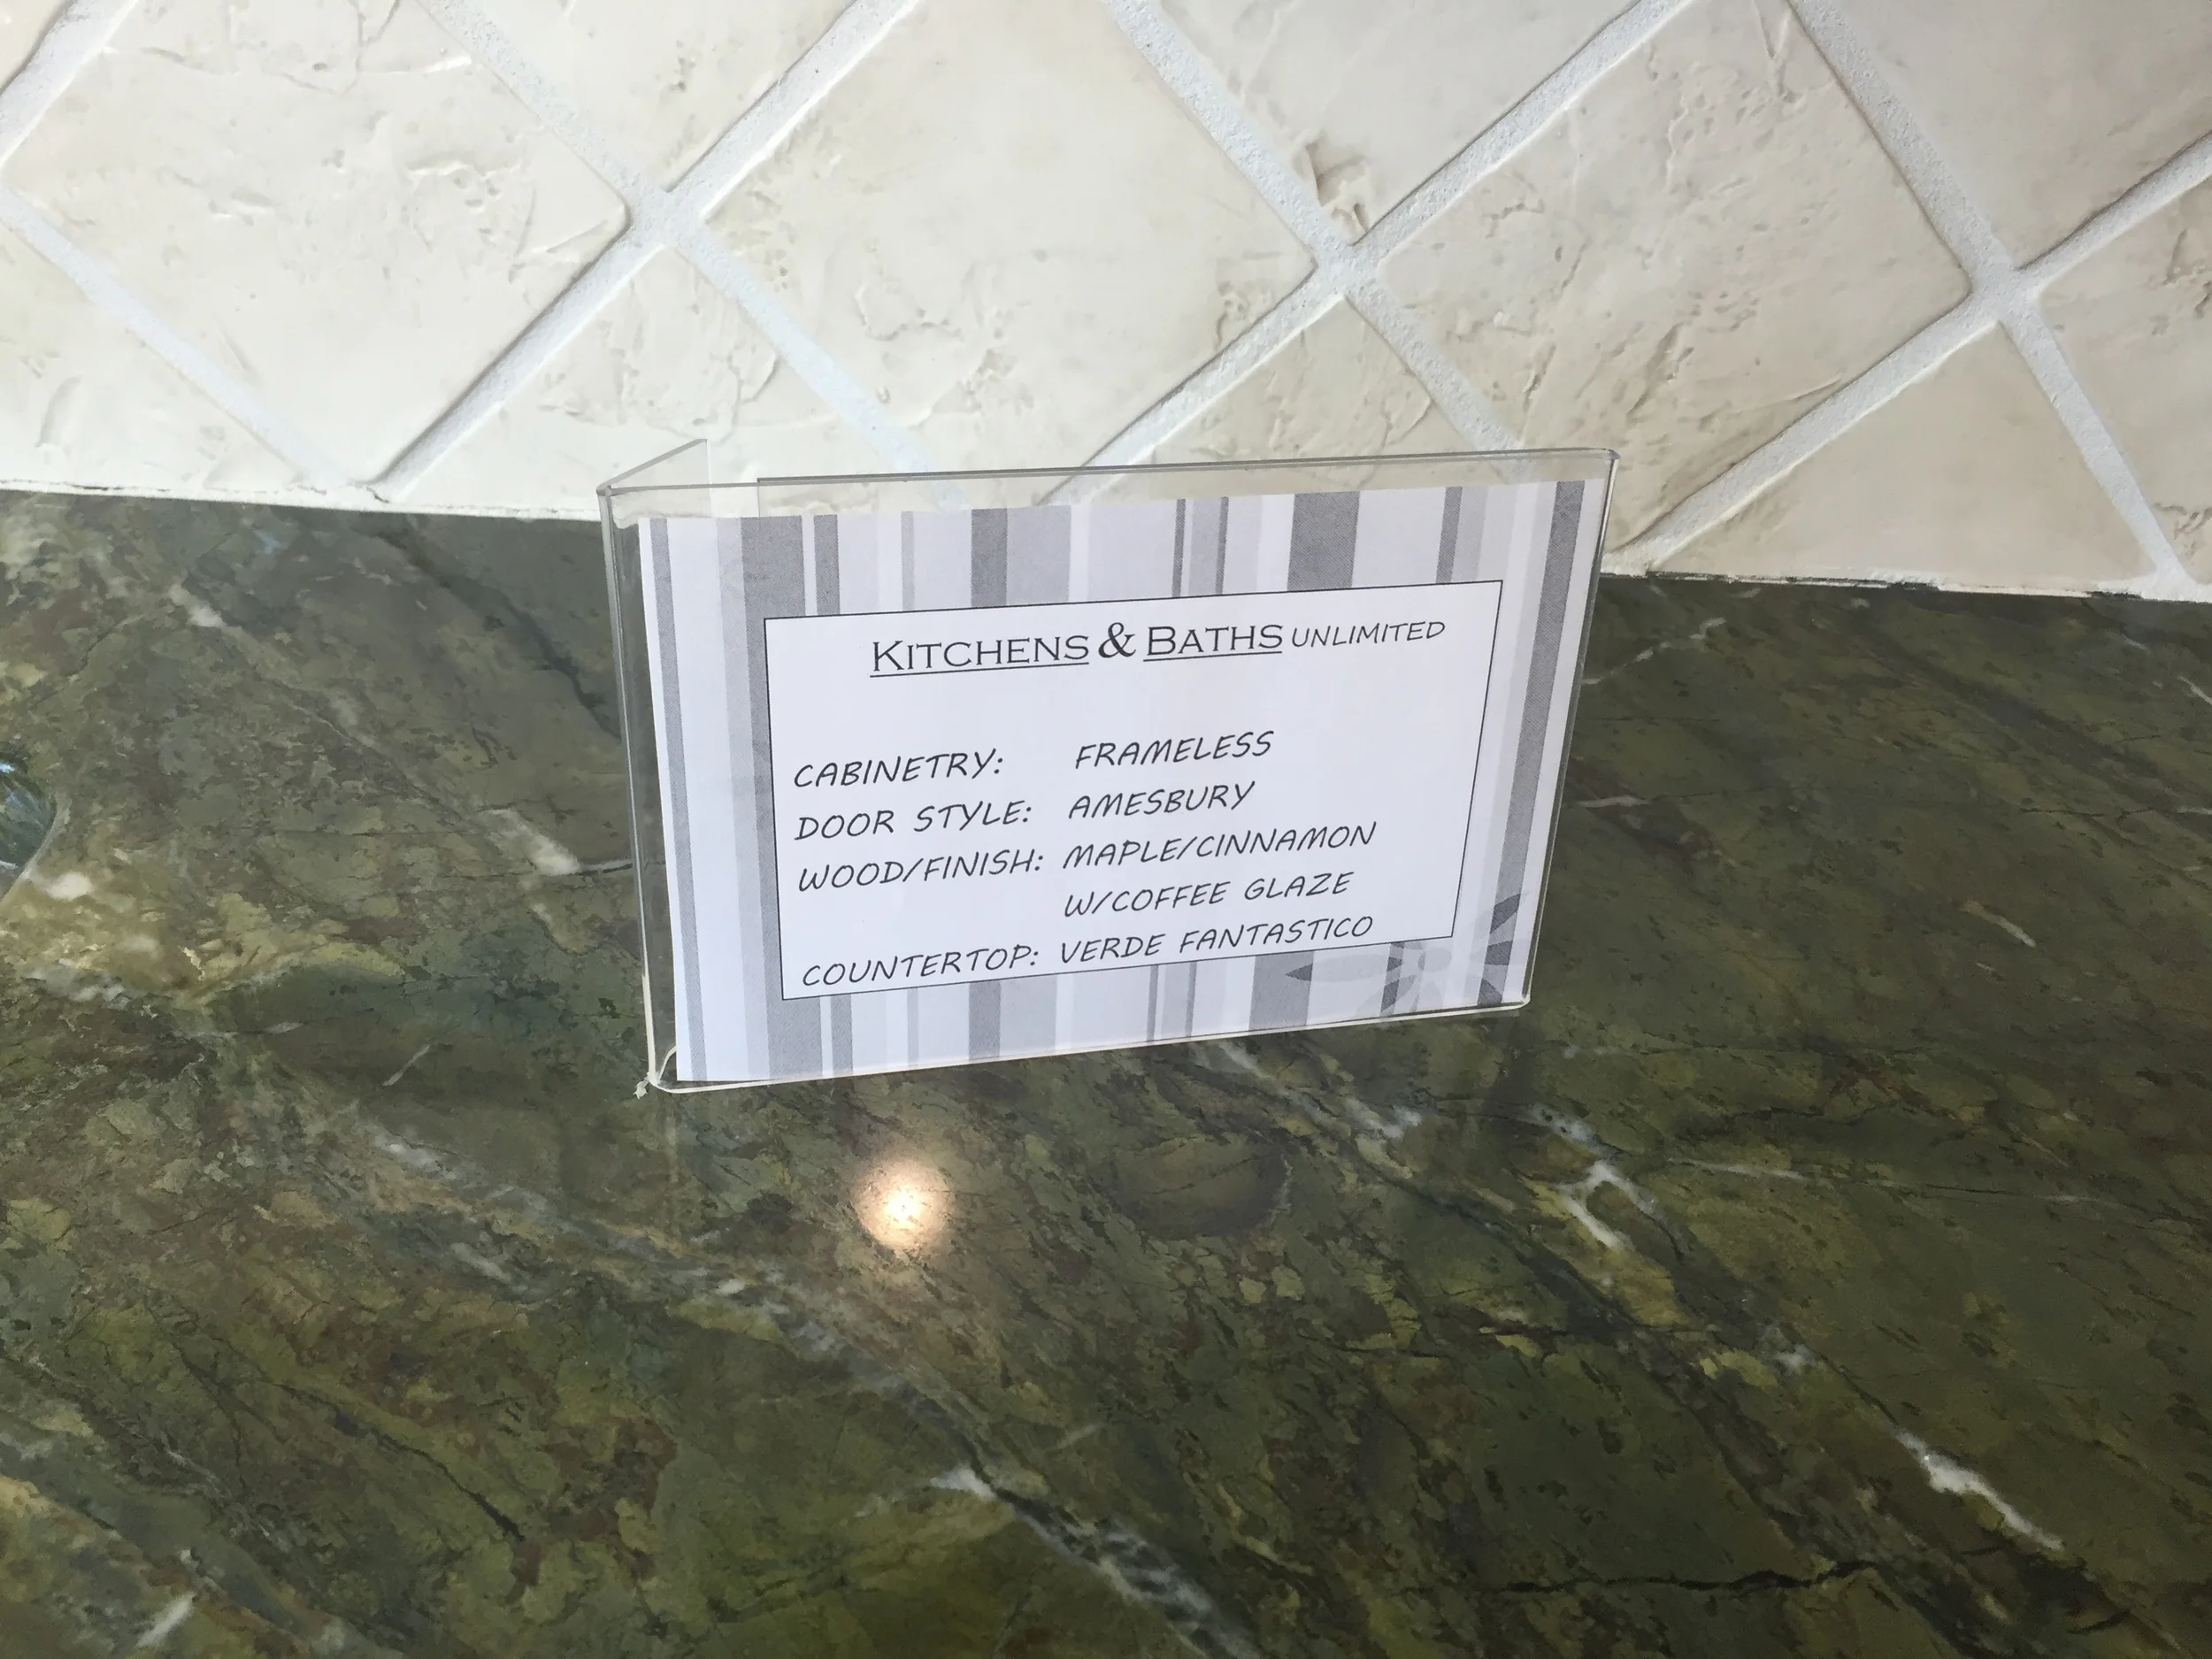 KITCHENS & BATHS UNLIMITED
CABINETRY: FRAMELESS
DOOR STYLE: AMESBURY
WOOD/FINISH: MAPLE/CINNAMON
W/COFFEE GLAZE
COUNTERTOP: VERDE FANTASTICO